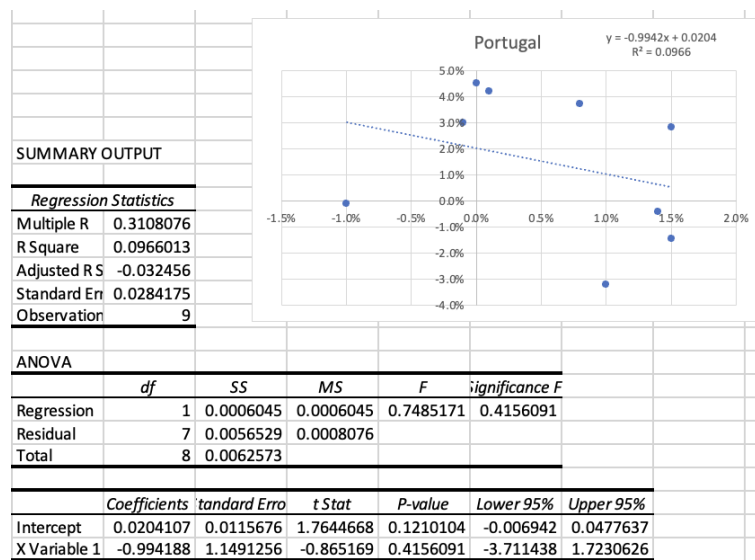 Portugal
y = -0.9942x + 0.0204
R² = 0.0966
5.0%
4.0%
3.0%
2.0%
1.0%
0.0%
-1.5% -1.0% -0.5% 0.0% 0.5% 1.0% 1.5% 2.0%
-1.0%
-2.0%
-3.0%
-4.0%
SUMMARY OUTPUT
Regression Statistics
Multiple R 0.3108076
R Square 0.0966013
Adjusted R S -0.032456
Standard Err 0.0284175
Observation 9
ANOVA
df SS MS F Significance F
Regression 1 0.0006045 0.0006045 0.7485171 0.4156091
Residual 7 0.0056529 0.0008076
Total 8 0.0062573
Coefficients tandard Erro t Stat P-value Lower 95% Upper 95%
Intercept 0.0204107 0.0115676 1.7644668 0.1210104 -0.006942 0.0477637
X Variable 1 -0.994188 1.1491256 -0.865169 0.4156091 -3.711438 1.7230626